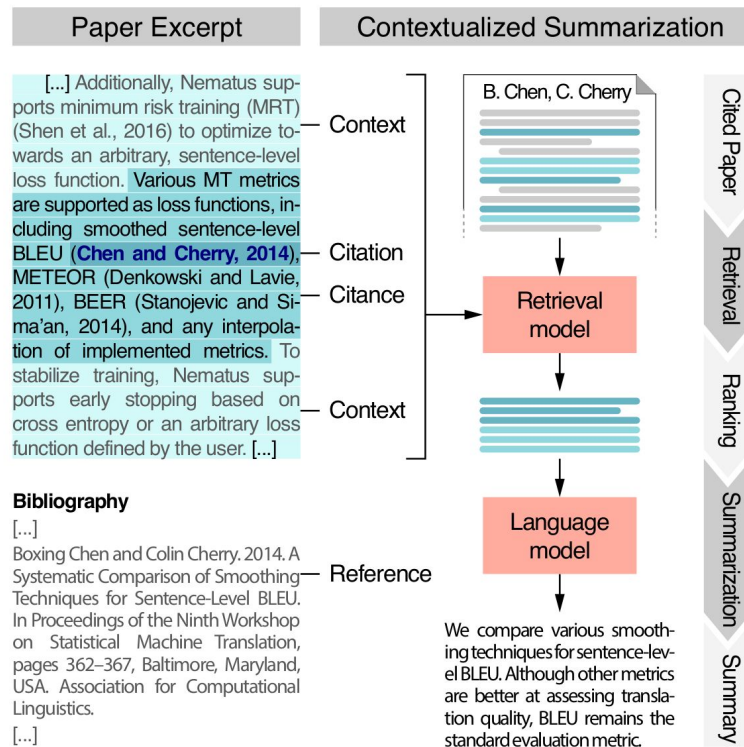 Paper Excerpt
Contextualized Summarization
[...] Additionally, Nematus sup-
ports minimum risk training (MRT)
(Shen et al., 2016) to optimize to-
wards an arbitrary, sentence-level
loss function. Various MT metrics
are supported as loss functions, in-
cluding smoothed sentence-level
BLEU (Chen and Cherry, 2014),
METEOR (Denkowski and Lavie,
2011), BEER (Stanojevic and Si-
ma'an, 2014), and any interpola-
tion of implemented metrics. To
stabilize training, Nematus sup-
ports early stopping based on
cross entropy or an arbitrary loss
function defined by the user. [...]
Bibliography
[...]
Boxing Chen and Colin Cherry. 2014. A
Systematic Comparison of Smoothing
Techniques for Sentence-Level BLEU.
In Proceedings of the Ninth Workshop
on Statistical Machine Translation,
pages 362–367, Baltimore, Maryland,
USA. Association for Computational
Linguistics.
[...]
Context
Citation
Citance
Context
Reference
B. Chen, C. Cherry
Retrieval
model
Language
model
We compare various smooth-
ing techniques for sentence-lev-
el BLEU. Although other metrics
are better at assessing transla-
tion quality, BLEU remains the
standard evaluation metric.
Cited Paper
Retrieval
Ranking
Summarization
Summary